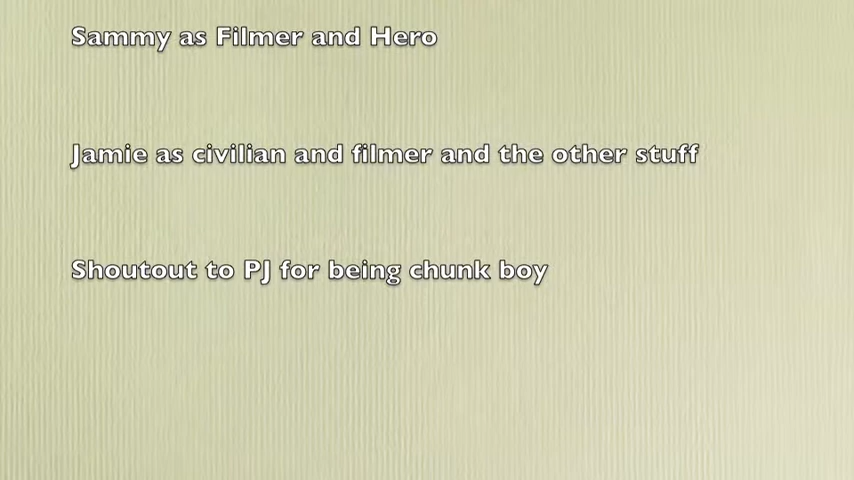 Sammy as Filmer and Hero
Jamie as civilian and filmer and the other stuff
Shoutout to PJ for being chunk boy